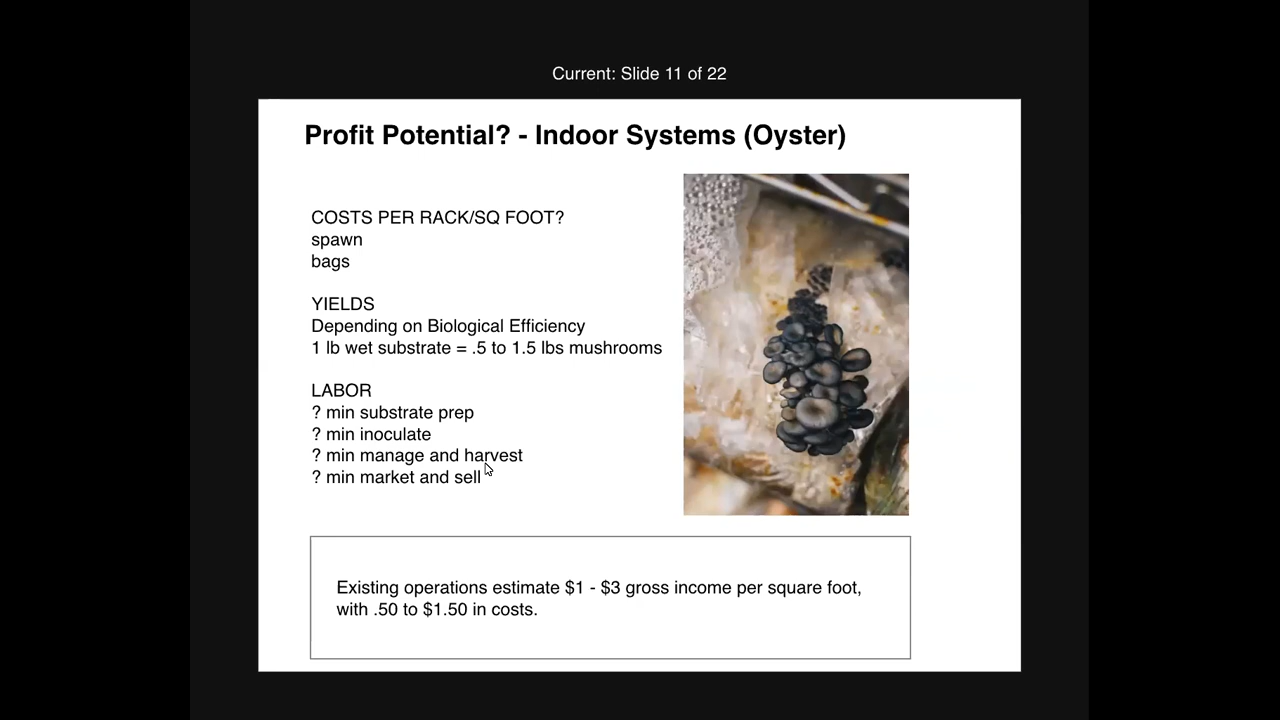 Current: Slide 11 of 22
Profit Potential? - Indoor Systems (Oyster)
COSTS PER RACK/SQ FOOT?
spawn
bags
YIELDS
Depending on Biological Efficiency
1 lb wet substrate = .5 to 1.5 lbs mushrooms
LABOR
? min substrate prep
? min inoculate
? min manage and harvest
? min market and sell
Existing operations estimate $1 - $3 gross income per square foot,
with .50 to $1.50 in costs.